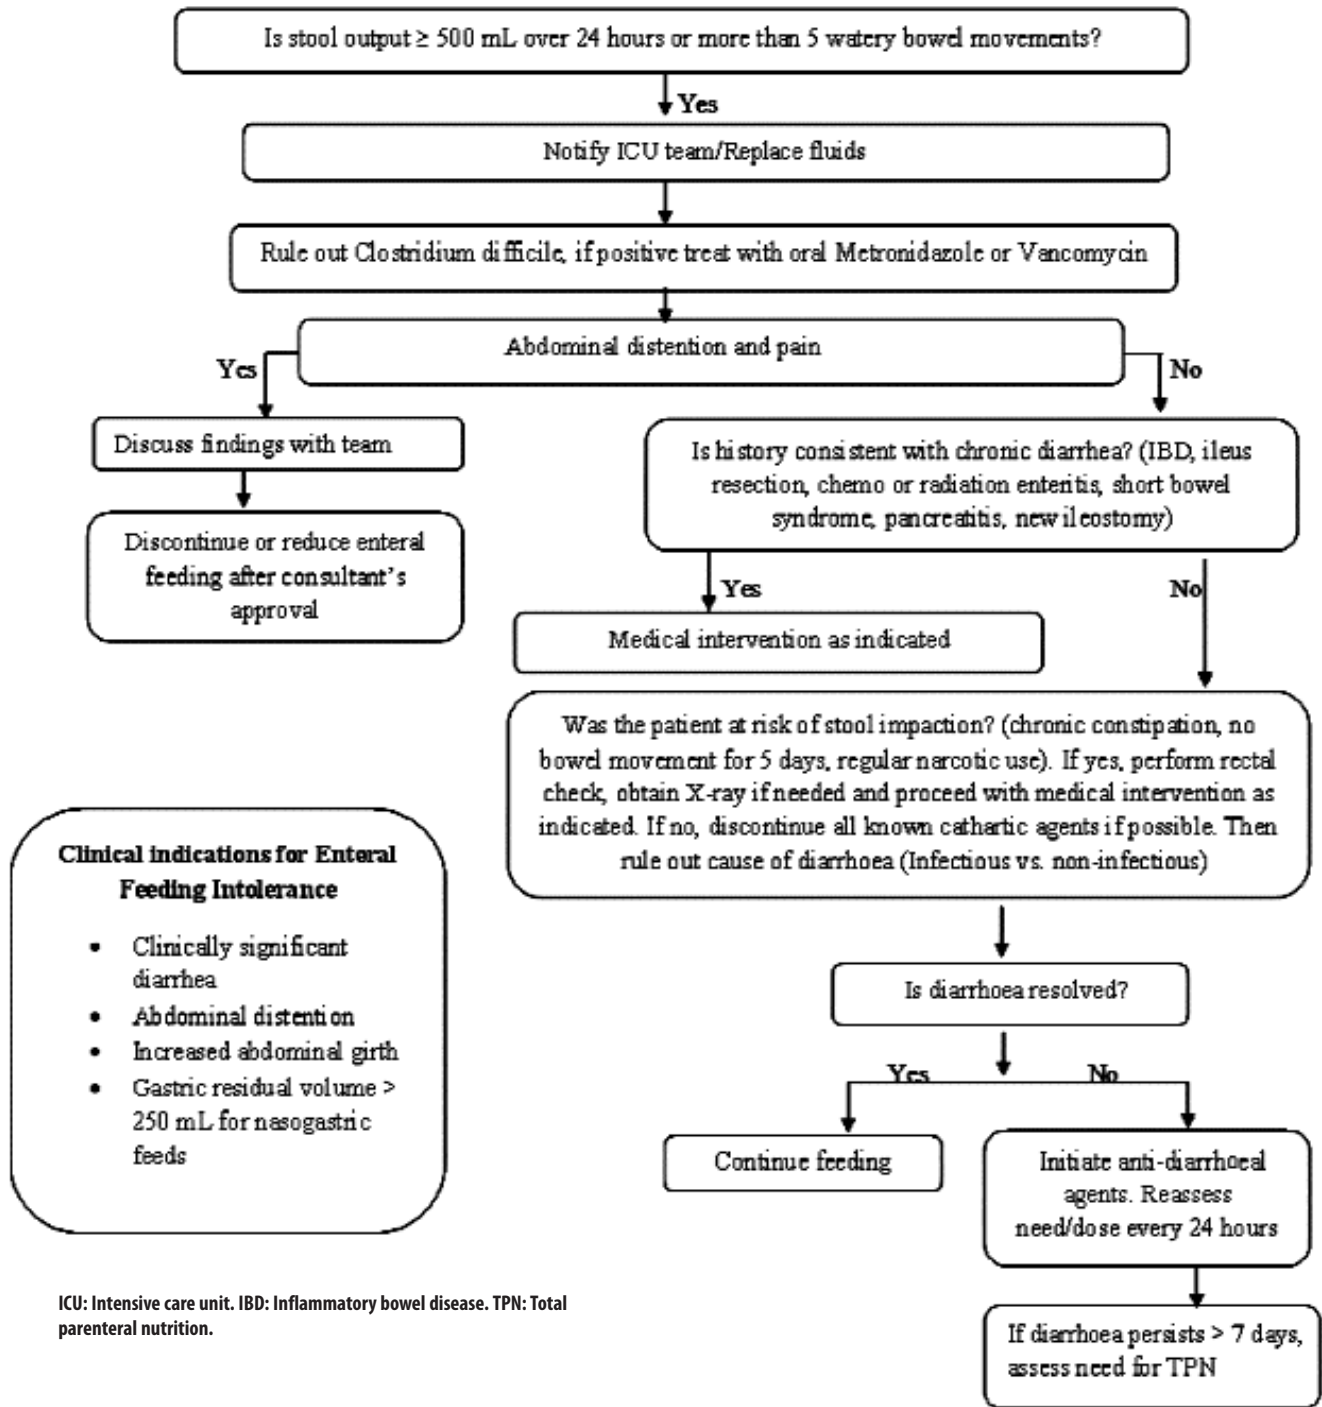 Is stool output ≥ 500 mL over 24 hours or more than 5 watery bowel movements?
Yes
Notify ICU team/Replace fluids
Rule out Clostridium difficile, if positive treat with oral Metronidazole or Vancomycin
Abdominal distention and pain
Yes
No
Discuss findings with team
Discontinue or reduce enteral
feeding after consultant's
approval
Is history consistent with chronic diarrhea? (IBD, ileus
resection, chemo or radiation enteritis, short bowel
syndrome, pancreatitis, new ileostomy)
Yes
No
Medical intervention as indicated
Was the patient at risk of stool impaction? (chronic constipation, no
bowel movement for 5 days, regular narcotic use). If yes, perform rectal
check, obtain X-ray if needed and proceed with medical intervention as
indicated. If no, discontinue all known cathartic agents if possible. Then
rule out cause of diarrhoea (Infectious vs. non-infectious)
Is diarrhoea resolved?
Yes
No
Continue feeding
Initiate anti-diarrhoeal
agents. Reassess
need/dose every 24 hours
If diarrhoea persists > 7 days,
assess need for TPN
Clinical indications for Enteral
Feeding Intolerance
• Clinically significant
diarrhea
• Abdominal distention
• Increased abdominal girth
• Gastric residual volume >
250 mL for nasogastric
feeds
ICU: Intensive care unit. IBD: Inflammatory bowel disease. TPN: Total
parenteral nutrition.